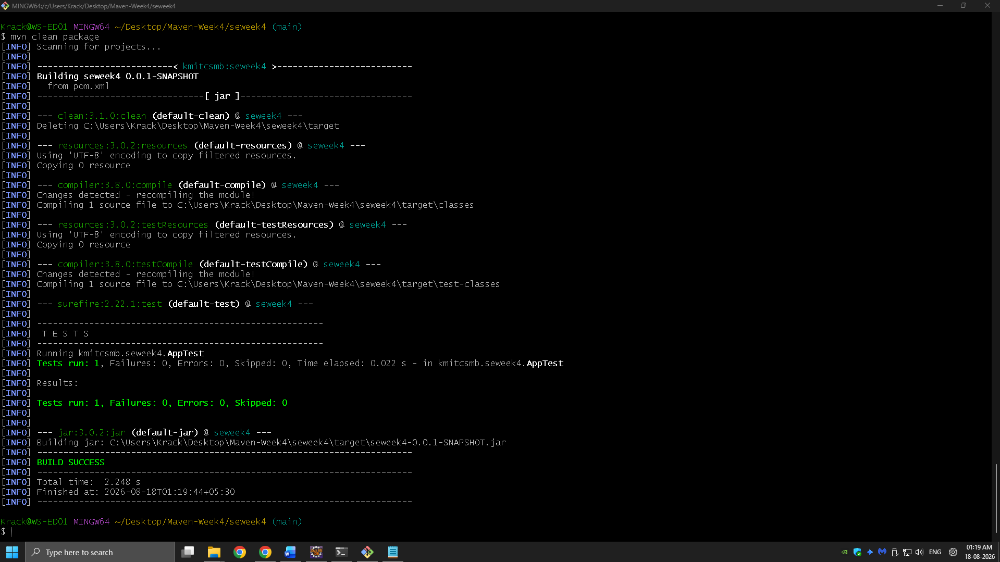 MINGW64:/c/Users/Krack/Desktop/Maven-Week4/seweek4
Krack@WS-ED01 MINGW64 ~/Desktop/Maven-Week4/seweek4 (main)
$ mvn clean package
[INFO] Scanning for projects...
[INFO]
[INFO] --------------------------< kmitcsmb:seweek4 >--------------------------
[INFO] Building seweek4 0.0.1-SNAPSHOT
[INFO]   from pom.xml
[INFO] --------------------------------[ jar ]---------------------------------
[INFO]
[INFO] --- clean:3.1.0:clean (default-clean) @ seweek4 ---
[INFO] Deleting C:\Users\Krack\Desktop\Maven-Week4\seweek4\target
[INFO]
[INFO] --- resources:3.0.2:resources (default-resources) @ seweek4 ---
[INFO] Using 'UTF-8' encoding to copy filtered resources.
[INFO] Copying 0 resource
[INFO]
[INFO] --- compiler:3.8.0:compile (default-compile) @ seweek4 ---
[INFO] Changes detected - recompiling the module!
[INFO] Compiling 1 source file to C:\Users\Krack\Desktop\Maven-Week4\seweek4\target\classes
[INFO]
[INFO] --- resources:3.0.2:testResources (default-testResources) @ seweek4 ---
[INFO] Using 'UTF-8' encoding to copy filtered resources.
[INFO] Copying 0 resource
[INFO]
[INFO] --- compiler:3.8.0:testCompile (default-testCompile) @ seweek4 ---
[INFO] Changes detected - recompiling the module!
[INFO] Compiling 1 source file to C:\Users\Krack\Desktop\Maven-Week4\seweek4\target\test-classes
[INFO]
[INFO] --- surefire:2.22.1:test (default-test) @ seweek4 ---
[INFO]
[INFO] -------------------------------------------------------
[INFO]  T E S T S
[INFO] -------------------------------------------------------
[INFO] Running kmitcsmb.seweek4.AppTest
[INFO] Tests run: 1, Failures: 0, Errors: 0, Skipped: 0, Time elapsed: 0.022 s - in kmitcsmb.seweek4.AppTest
[INFO]
[INFO] Results:
[INFO]
[INFO] Tests run: 1, Failures: 0, Errors: 0, Skipped: 0
[INFO]
[INFO]
[INFO] --- jar:3.0.2:jar (default-jar) @ seweek4 ---
[INFO] Building jar: C:\Users\Krack\Desktop\Maven-Week4\seweek4\target\seweek4-0.0.1-SNAPSHOT.jar
[INFO] ------------------------------------------------------------------------
[INFO] BUILD SUCCESS
[INFO] ------------------------------------------------------------------------
[INFO] Total time:  2.248 s
[INFO] Finished at: 2026-08-18T01:19:44+05:30
[INFO] ------------------------------------------------------------------------
Krack@WS-ED01 MINGW64 ~/Desktop/Maven-Week4/seweek4 (main)
$
Type here to search
ENG
01:19 AM
18-08-2026